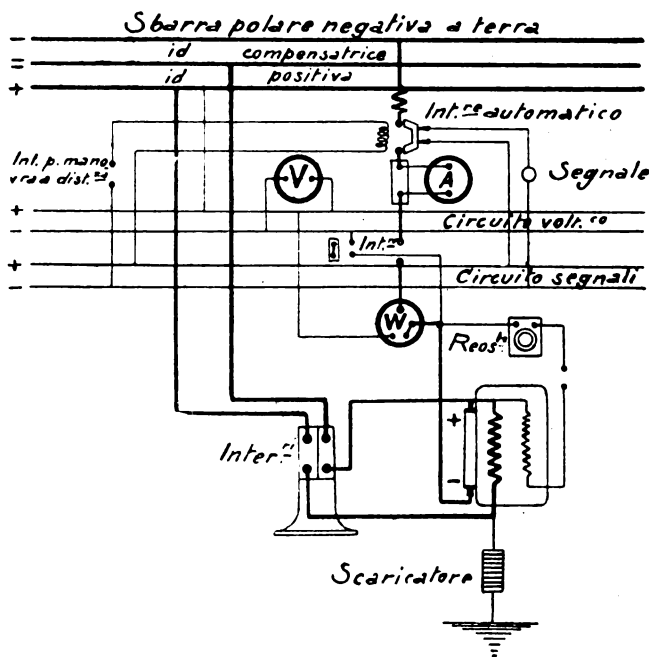 Sbarra polare negativa a terra
− id compensatrice
= id positiva
+
Int.re automatico
Int. p. mano
vra a dist.za
V
A
Segnale
+
Circuito volt.co
−
Int.re
+
Circuito segnali
−
W
Reos.to
+
Inter.ri
−
Scaricatore